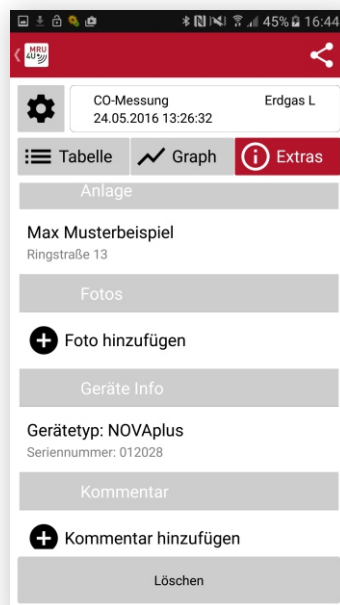 45% 16:44
MRU
4U
CO-Messung Erdgas L
24.05.2016 13:26:32
Tabelle Graph Extras
Anlage
Max Musterbeispiel
Ringstraße 13
Fotos
Foto hinzufügen
Geräte Info
Gerätetyp: NOVAplus
Seriennummer: 012028
Kommentar
Kommentar hinzufügen
Löschen